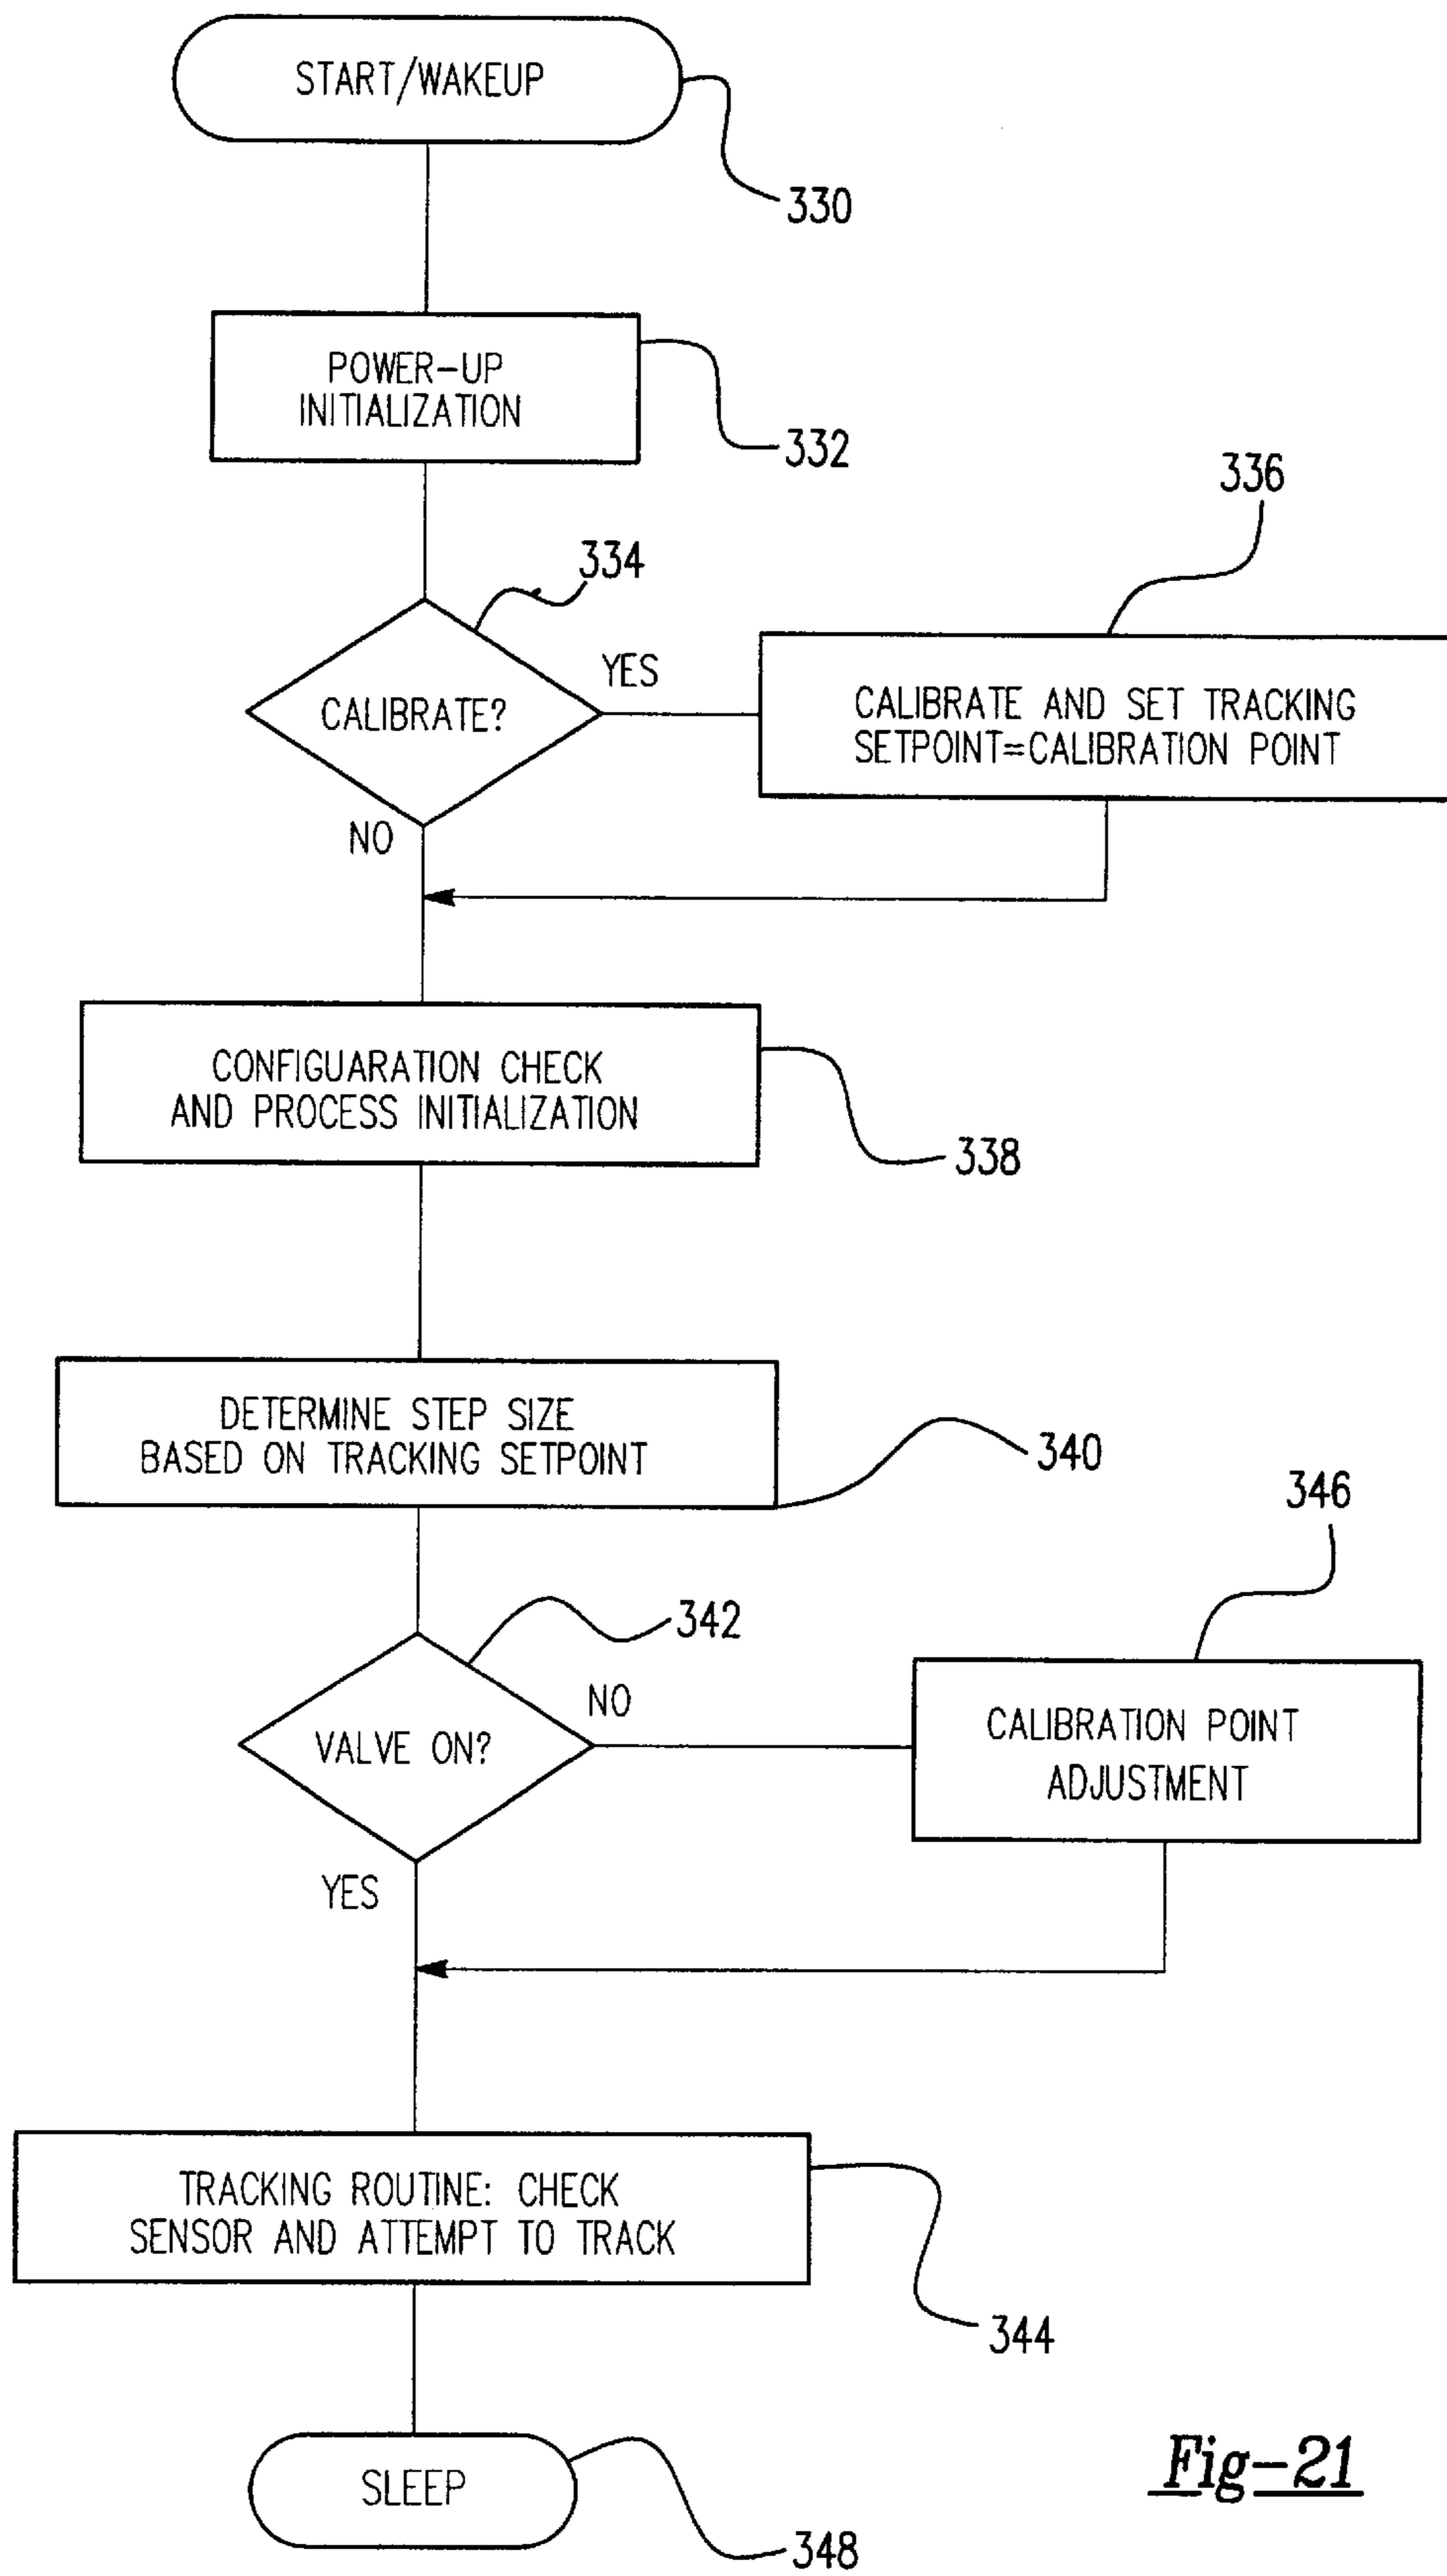 START/WAKEUP
330
POWER-UP
INITIALIZATION
332
334
336
CALIBRATE?
YES
CALIBRATE AND SET TRACKING
SETPOINT=CALIBRATION POINT
NO
CONFIGUARATION CHECK
AND PROCESS INITIALIZATION
338
DETERMINE STEP SIZE
BASED ON TRACKING SETPOINT
340
346
342
VALVE ON?
NO
CALIBRATION POINT
ADJUSTMENT
YES
TRACKING ROUTINE: CHECK
SENSOR AND ATTEMPT TO TRACK
344
SLEEP
348
Fig-21